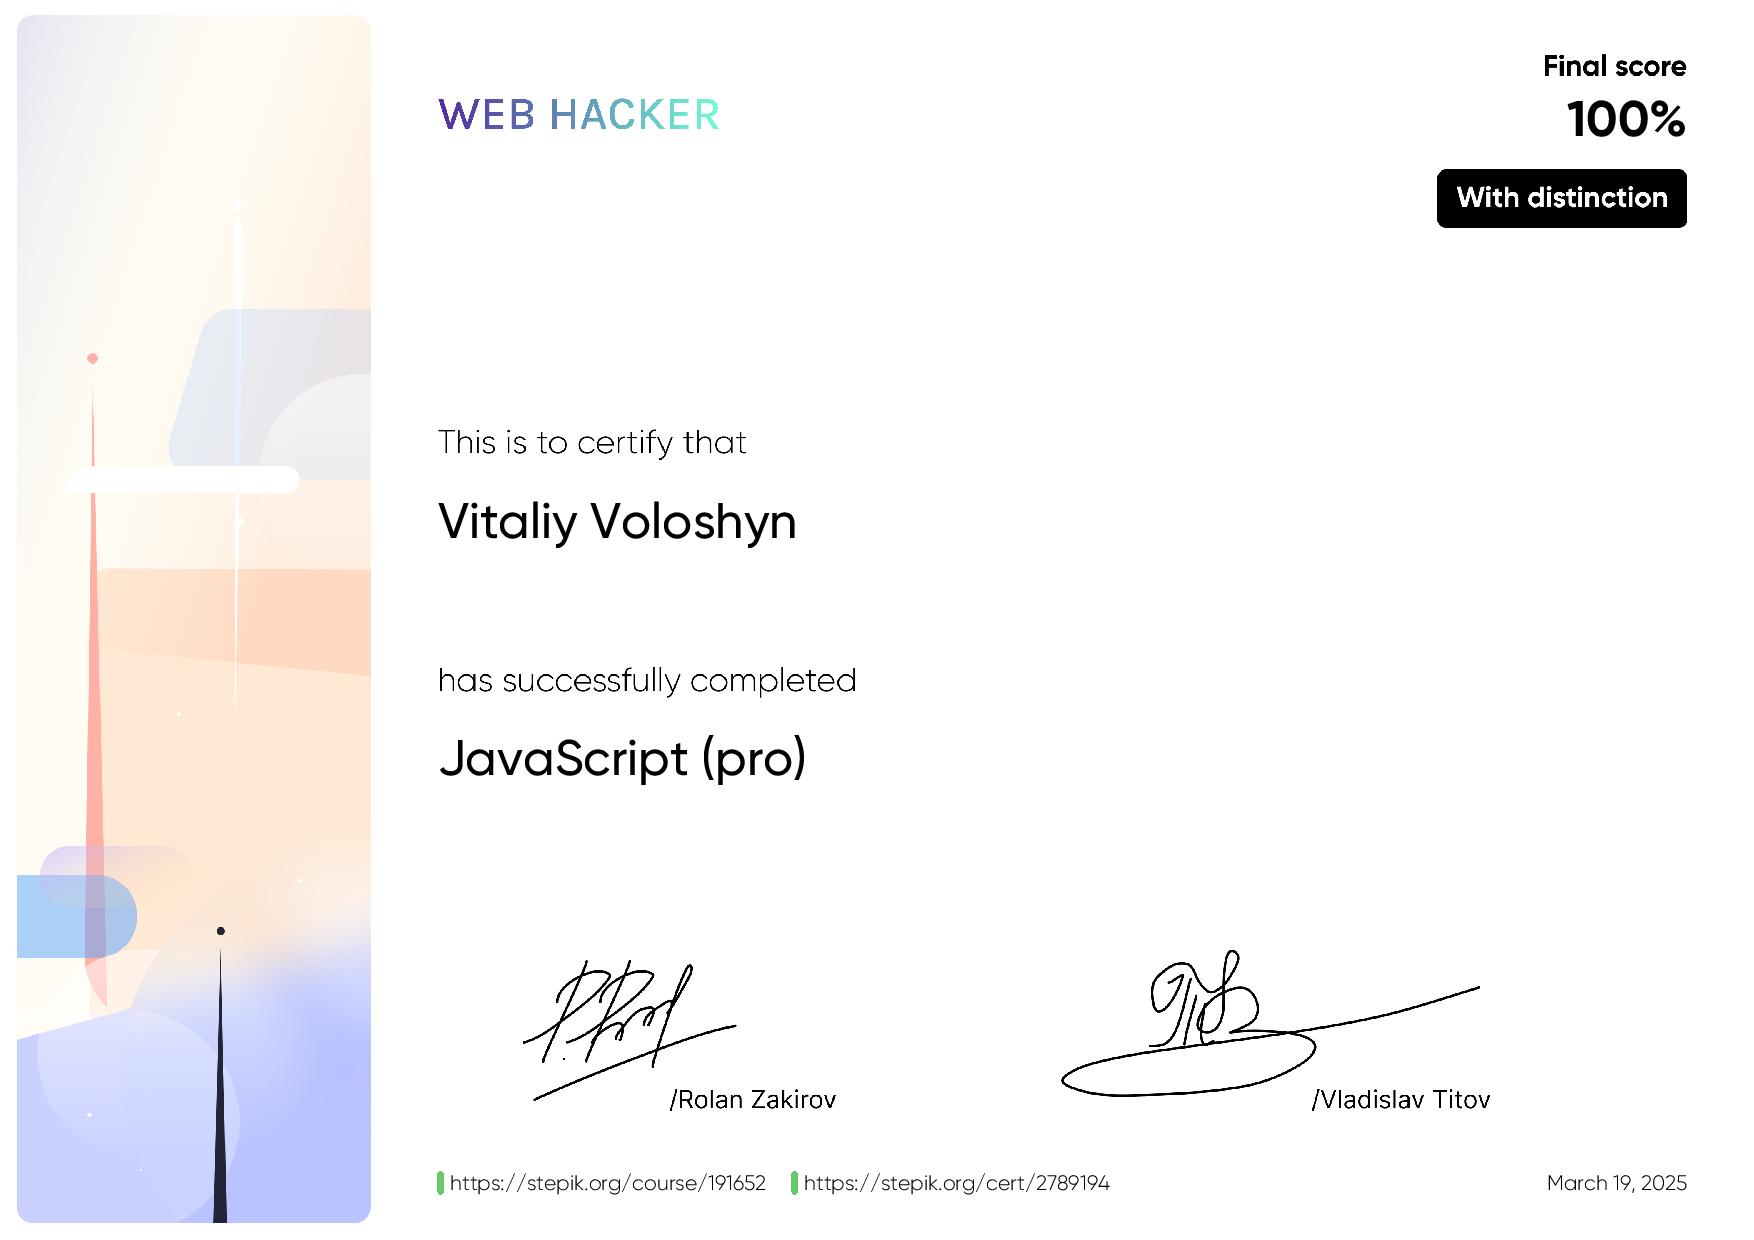 WEB HACKER
Final score
100%
With distinction
This is to certify that
Vitaliy Voloshyn
has successfully completed
JavaScript (pro)
/Rolan Zakirov
/Vladislav Titov
https://stepik.org/course/191652
https://stepik.org/cert/2789194
March 19, 2025